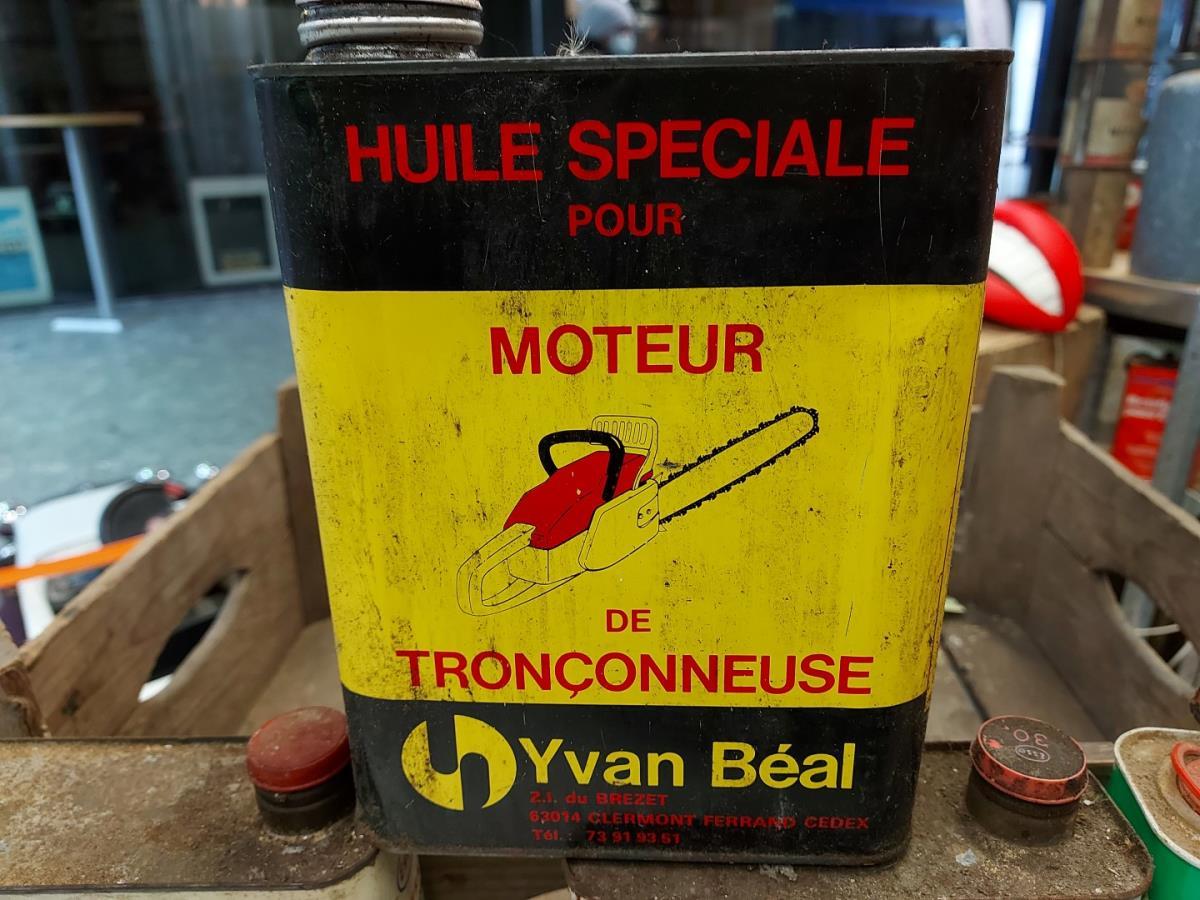 HUILE SPECIALE
POUR
MOTEUR
DE
TRONÇONNEUSE
Yvan Béal
Z.I. du BREZET
63014 CLERMONT FERRAND CEDEX
Tél. : 73 91 93 51
30